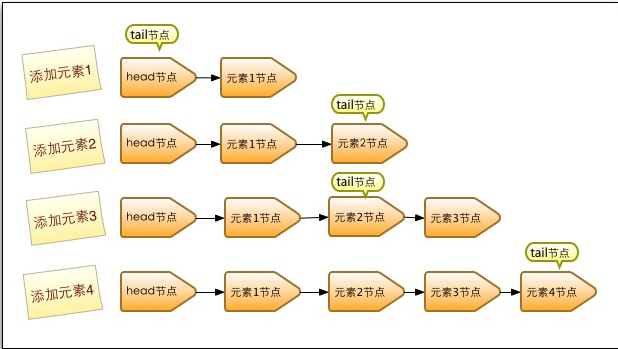 tail节点
添加元素1
head节点
元素1节点
tail节点
添加元素2
head节点
元素1节点
元素2节点
tail节点
添加元素3
head节点
元素1节点
元素2节点
元素3节点
tail节点
添加元素4
head节点
元素1节点
元素2节点
元素3节点
元素4节点